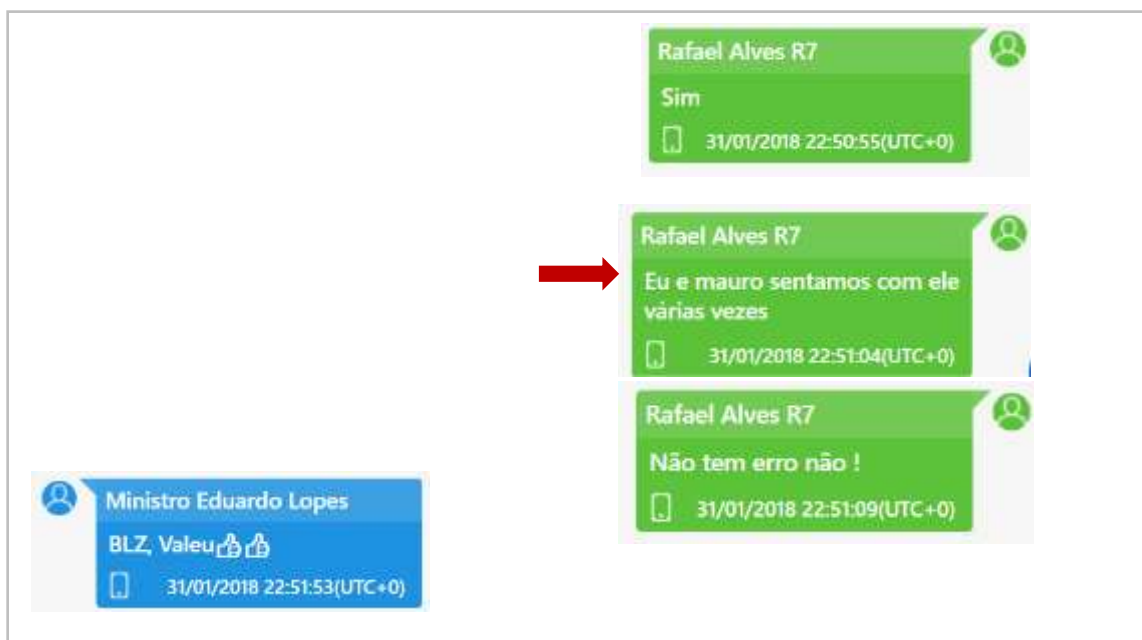 Rafael Alves R7
Sim
31/01/2018 22:50:55(UTC+0)
Rafael Alves R7
Eu e mauro sentamos com ele
várias vezes
31/01/2018 22:51:04(UTC+0)
Rafael Alves R7
Não tem erro não !
31/01/2018 22:51:09(UTC+0)
Ministro Eduardo Lopes
BLZ, Valeu👍👍
31/01/2018 22:51:53(UTC+0)